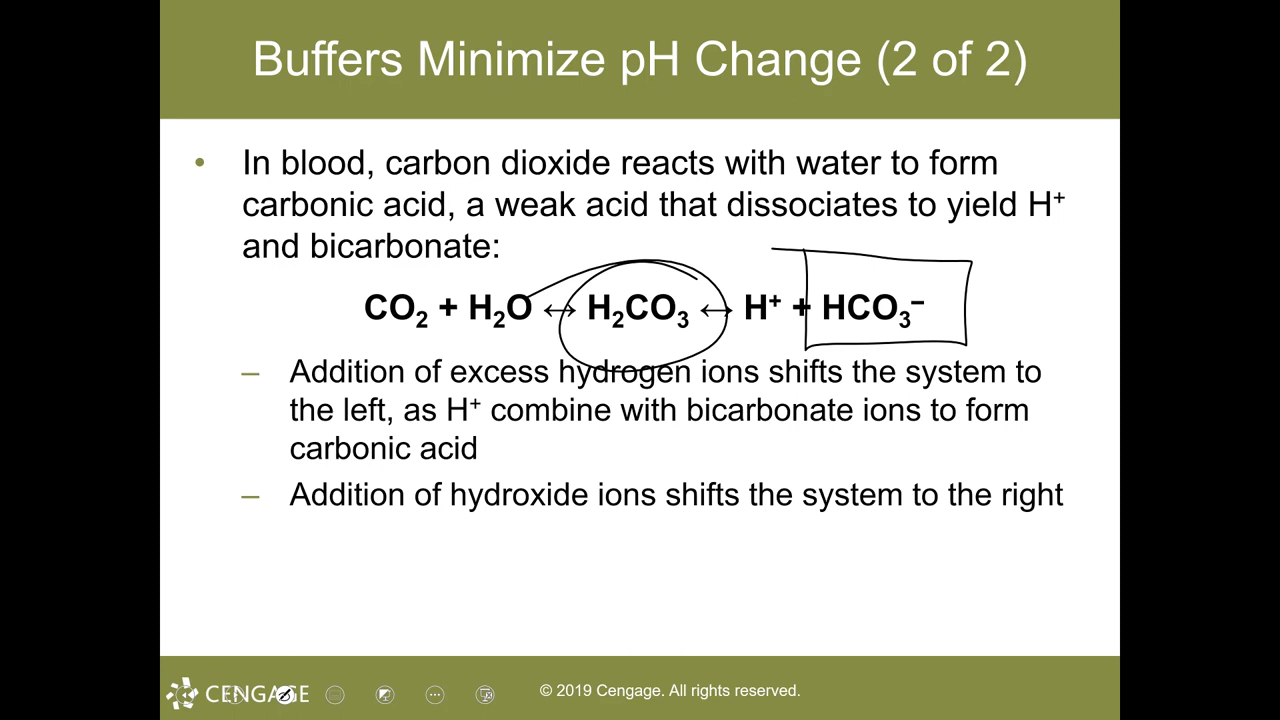 Buffers Minimize pH Change (2 of 2)
• In blood, carbon dioxide reacts with water to form
carbonic acid, a weak acid that dissociates to yield H⁺
and bicarbonate:
CO₂ + H₂O ↔ H₂CO₃ ↔ H⁺ + HCO₃⁻
– Addition of excess hydrogen ions shifts the system to
the left, as H⁺ combine with bicarbonate ions to form
carbonic acid
– Addition of hydroxide ions shifts the system to the right
CENGAGE
© 2019 Cengage. All rights reserved.